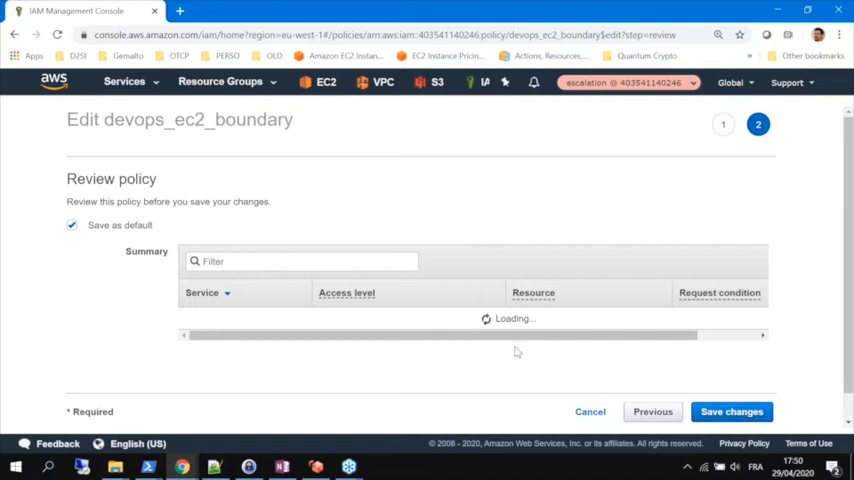 IAM Management Console
console.aws.amazon.com/iam/home?region=eu-west-1#/policies/arn:aws:iam::403541140246:policy/devops_ec2_boundary$edit?step=review
Apps D2SI Gemalto OTCP PERSO OLD Amazon EC2 Instan... EC2 Instance Pricin... Actions, Resources,... Quantum Crypto » Other bookmarks
aws Services Resource Groups EC2 VPC S3 IA escalation @ 403541140246 Global Support
Edit devops_ec2_boundary 1 2
Review policy
Review this policy before you save your changes.
Save as default
Summary
Filter
Service Access level Resource Request condition
Loading...
* Required Cancel Previous Save changes
Feedback English (US) © 2008 - 2020, Amazon Web Services, Inc. or its affiliates. All rights reserved. Privacy Policy Terms of Use
FRA 17:50
29/04/2020 2